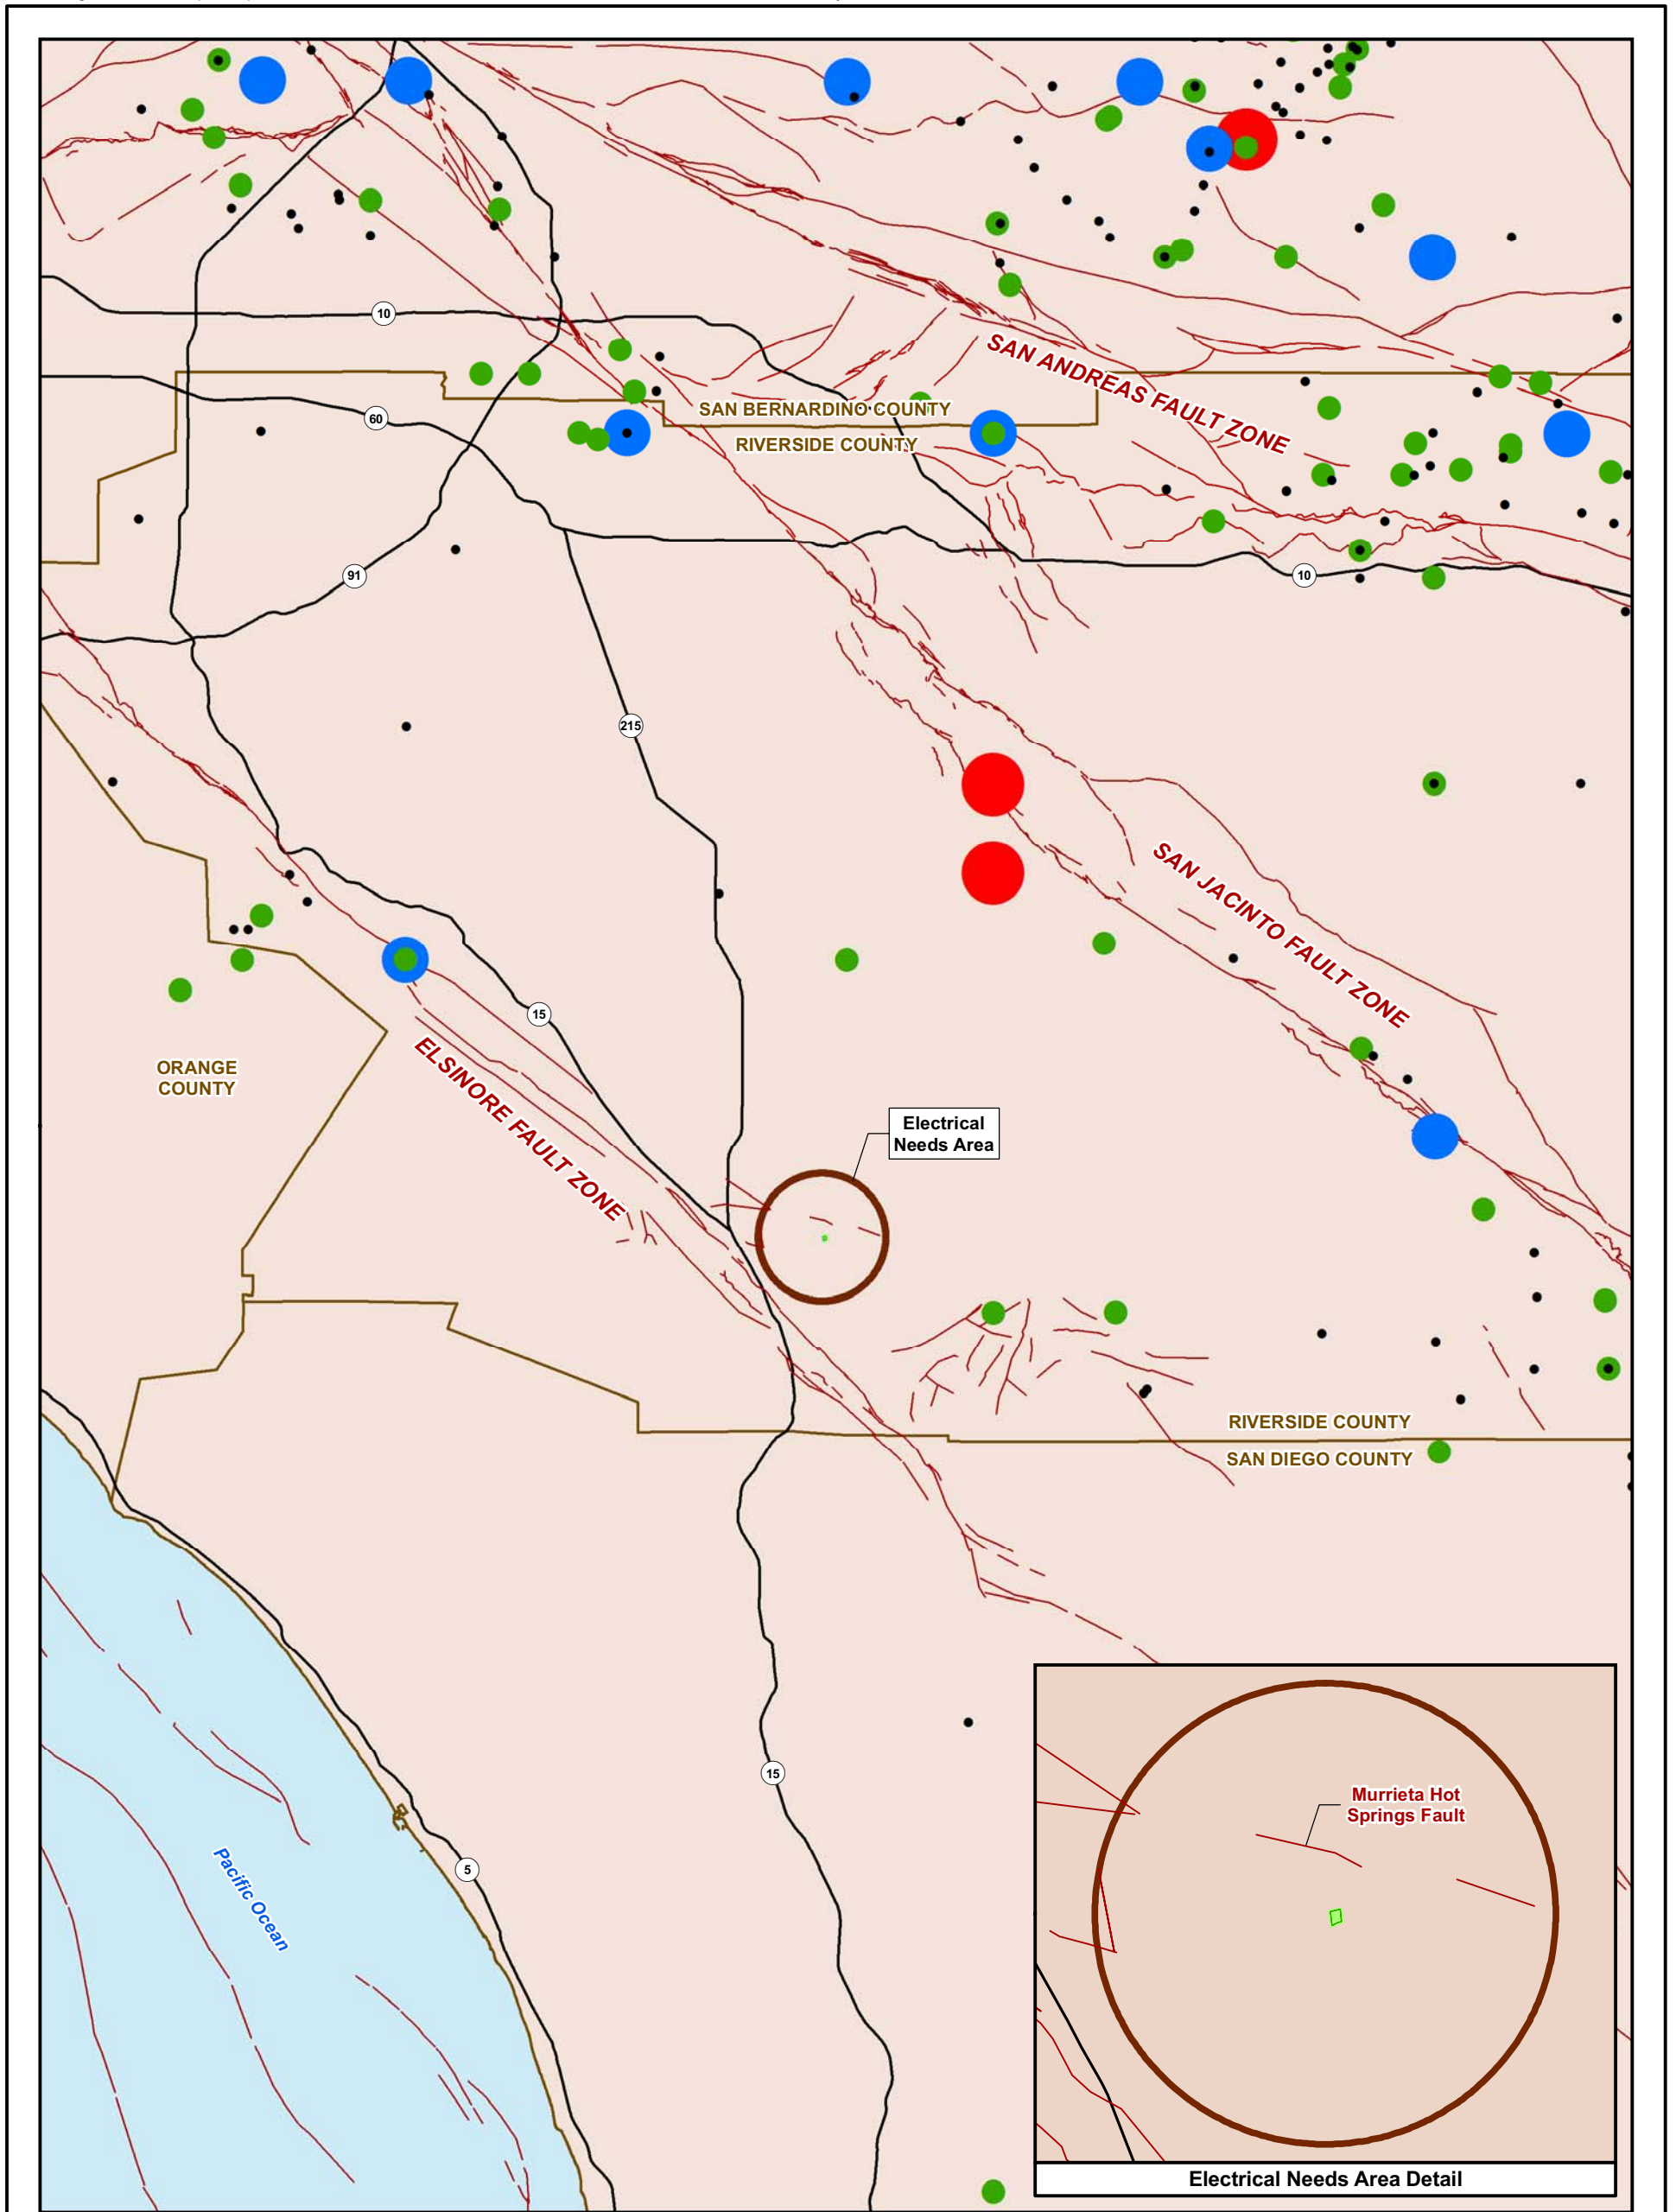 10
SAN ANDREAS FAULT ZONE
SAN BERNARDINO COUNTY
60
RIVERSIDE COUNTY
91
10
215
SAN JACINTO FAULT ZONE
15
ELSINORE FAULT ZONE
ORANGE
COUNTY
Electrical
Needs Area
RIVERSIDE COUNTY
SAN DIEGO COUNTY
15
Murrieta Hot
Springs Fault
5
Pacific Ocean
Electrical Needs Area Detail